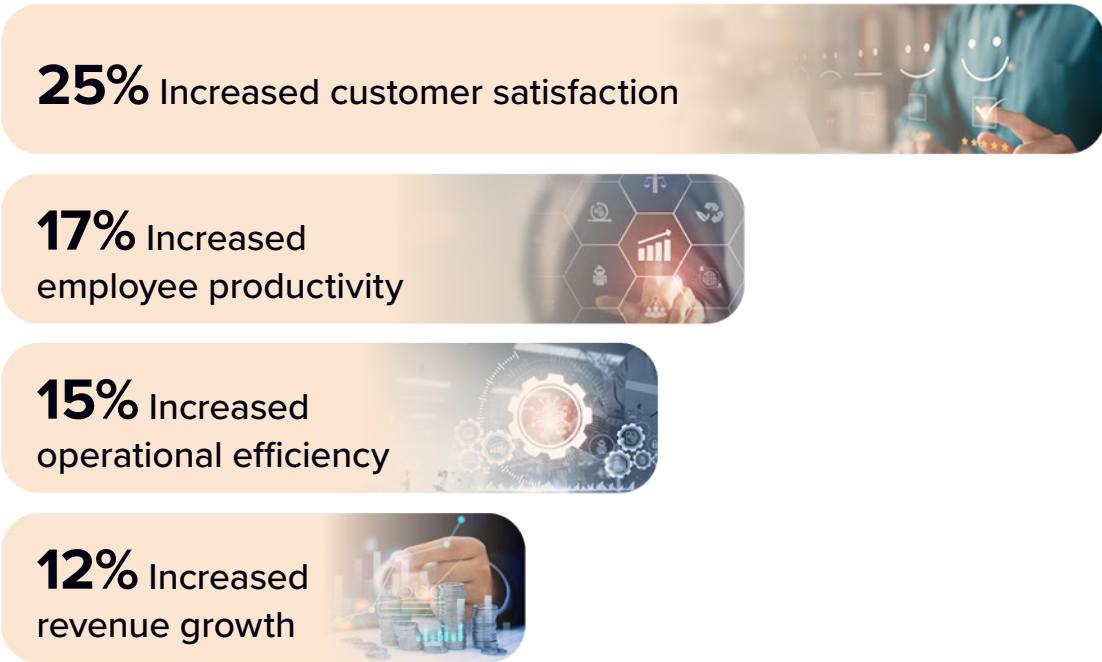 25% Increased customer satisfaction
17% Increased
employee productivity
15% Increased
operational efficiency
12% Increased
revenue growth